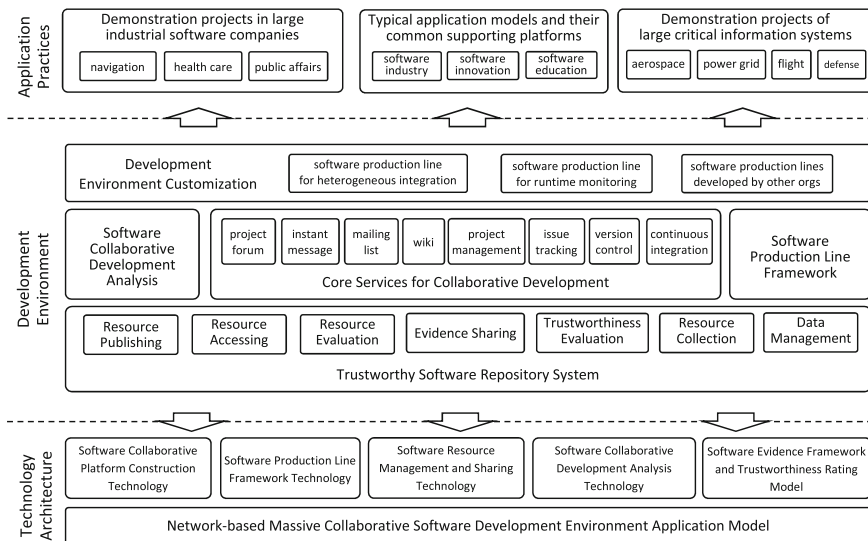 Application
Practices
Demonstration projects in large
industrial software companies
navigation
health care
public affairs
Typical application models and their
common supporting platforms
software
industry
software
innovation
software
education
Demonstration projects of
large critical information systems
aerospace
power grid
flight
defense
Development
Environment
Development
Environment Customization
software production line
for heterogeneous integration
software production line
for runtime monitoring
software production lines
developed by other orgs
Software
Collaborative
Development
Analysis
project
forum
instant
message
mailing
list
wiki
project
management
issue
tracking
version
control
continuous
integration
Core Services for Collaborative Development
Software
Production Line
Framework
Resource
Publishing
Resource
Accessing
Resource
Evaluation
Evidence Sharing
Trustworthiness
Evaluation
Resource
Collection
Data
Management
Trustworthy Software Repository System
Technology
Architecture
Software Collaborative
Platform Construction
Technology
Software Production Line
Framework Technology
Software Resource
Management and Sharing
Technology
Software Collaborative
Development Analysis
Technology
Software Evidence Framework
and Trustworthiness Rating
Model
Network-based Massive Collaborative Software Development Environment Application Model